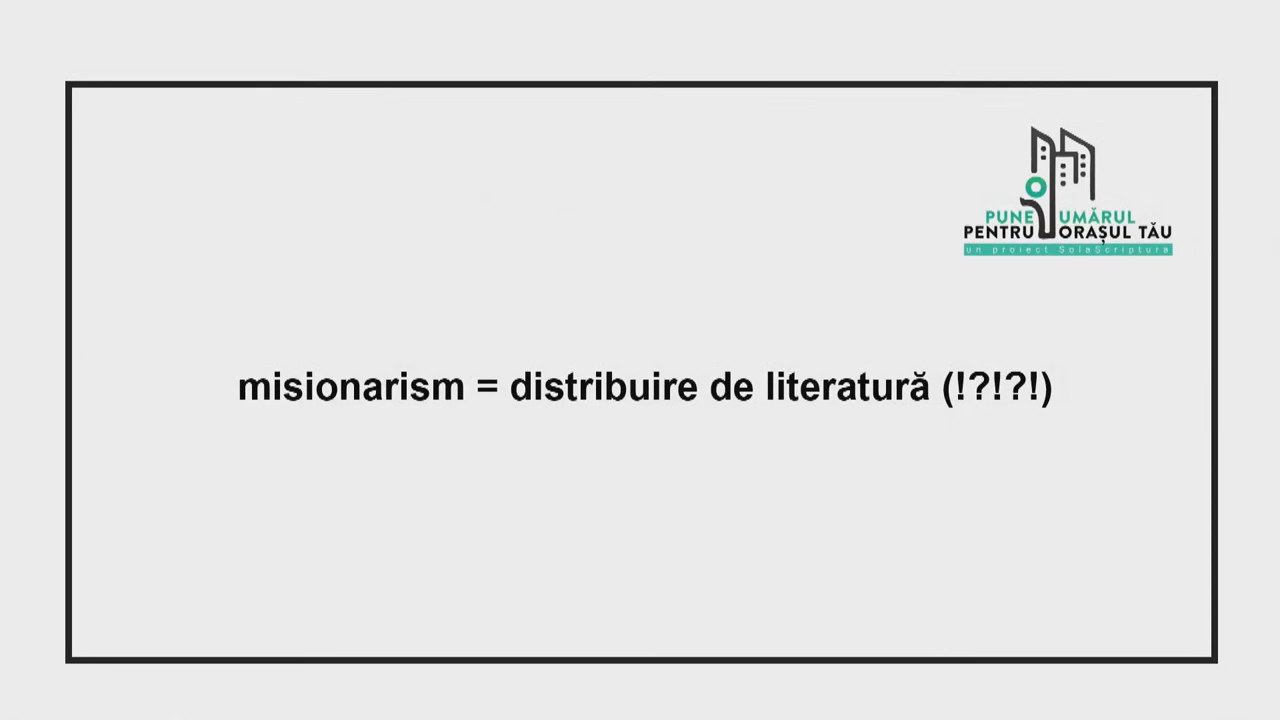 PUNE UMĂRUL
PENTRU ORAȘUL TĂU
un proiect SolaScriptura
misionarism = distribuire de literatură (!?!?!)